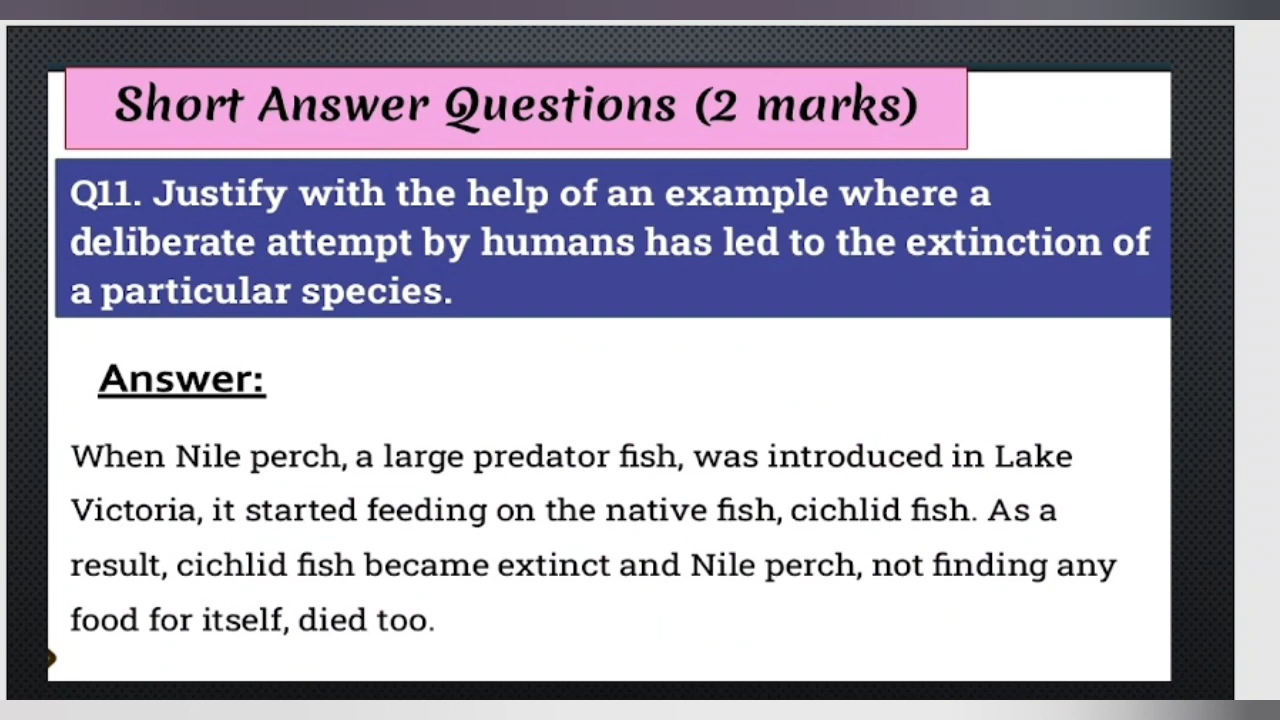 Short Answer Questions (2 marks)
Q11. Justify with the help of an example where a
deliberate attempt by humans has led to the extinction of
a particular species.
Answer:
When Nile perch, a large predator fish, was introduced in Lake
Victoria, it started feeding on the native fish, cichlid fish. As a
result, cichlid fish became extinct and Nile perch, not finding any
food for itself, died too.